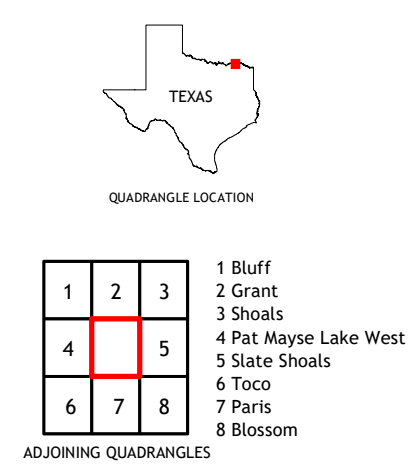 TEXAS
QUADRANGLE LOCATION
1 2 3
4 5
6 7 8
ADJOINING QUADRANGLES
1 Bluff
2 Grant
3 Shoals
4 Pat Mayse Lake West
5 Slate Shoals
6 Toco
7 Paris
8 Blossom